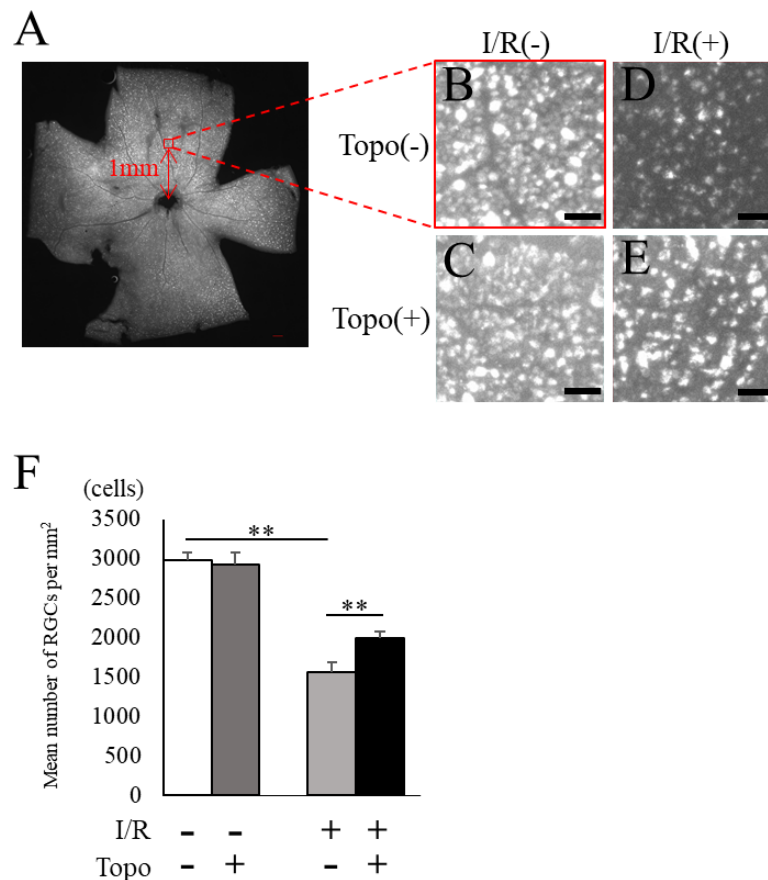 A
I/R(-) I/R(+)
B D
Topo(-)
1mm
C E
Topo(+)
F
(cells)
Mean number of RGCs per mm²
3500
3000
2500
2000
1500
1000
500
0
**
**
I/R - - + +
Topo - + - +